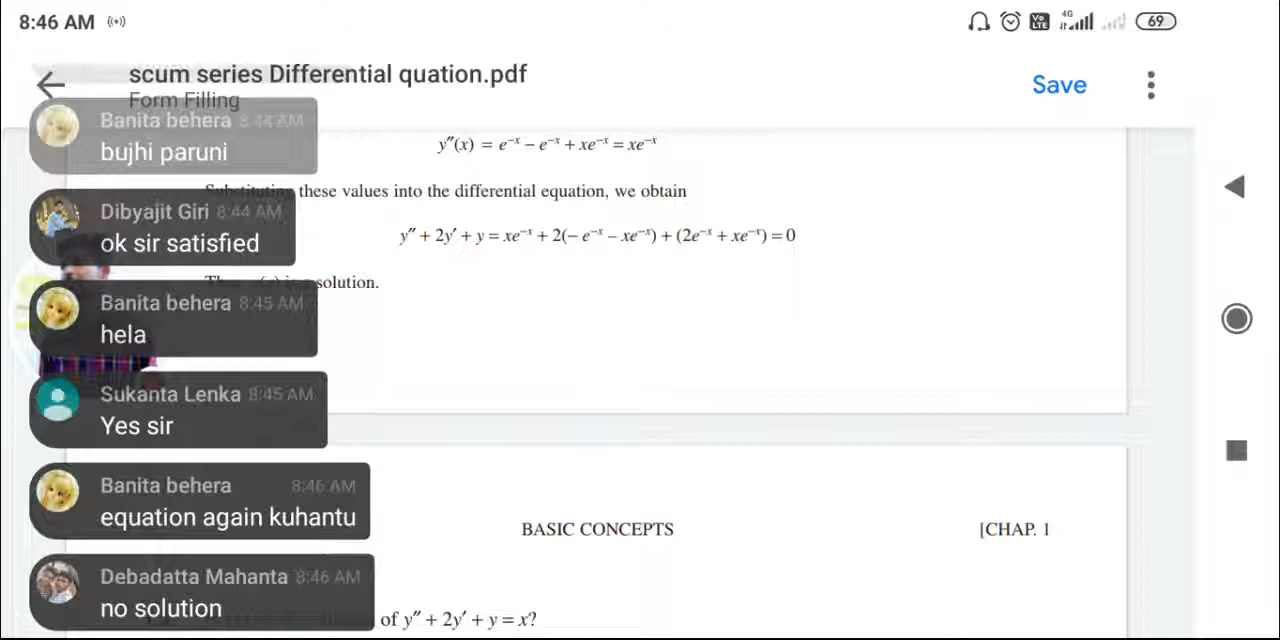 8:46 AM
4G
Vo LTE
69
scum series Differential quation.pdf
Form Filling
Save
Banita behera 8:44 AM
bujhi paruni
y″(x) = e⁻ˣ – e⁻ˣ + xe⁻ˣ = xe⁻ˣ
Substituting these values into the differential equation, we obtain
Dibyajit Giri 8:44 AM
ok sir satisfied
y″ + 2y′ + y = xe⁻ˣ + 2(– e⁻ˣ – xe⁻ˣ) + (2e⁻ˣ + xe⁻ˣ) = 0
solution.
Banita behera 8:45 AM
hela
Sukanta Lenka 8:45 AM
Yes sir
Banita behera 8:46 AM
equation again kuhantu
BASIC CONCEPTS
[CHAP. 1
Debadatta Mahanta 8:46 AM
no solution
of y″ + 2y′ + y = x?